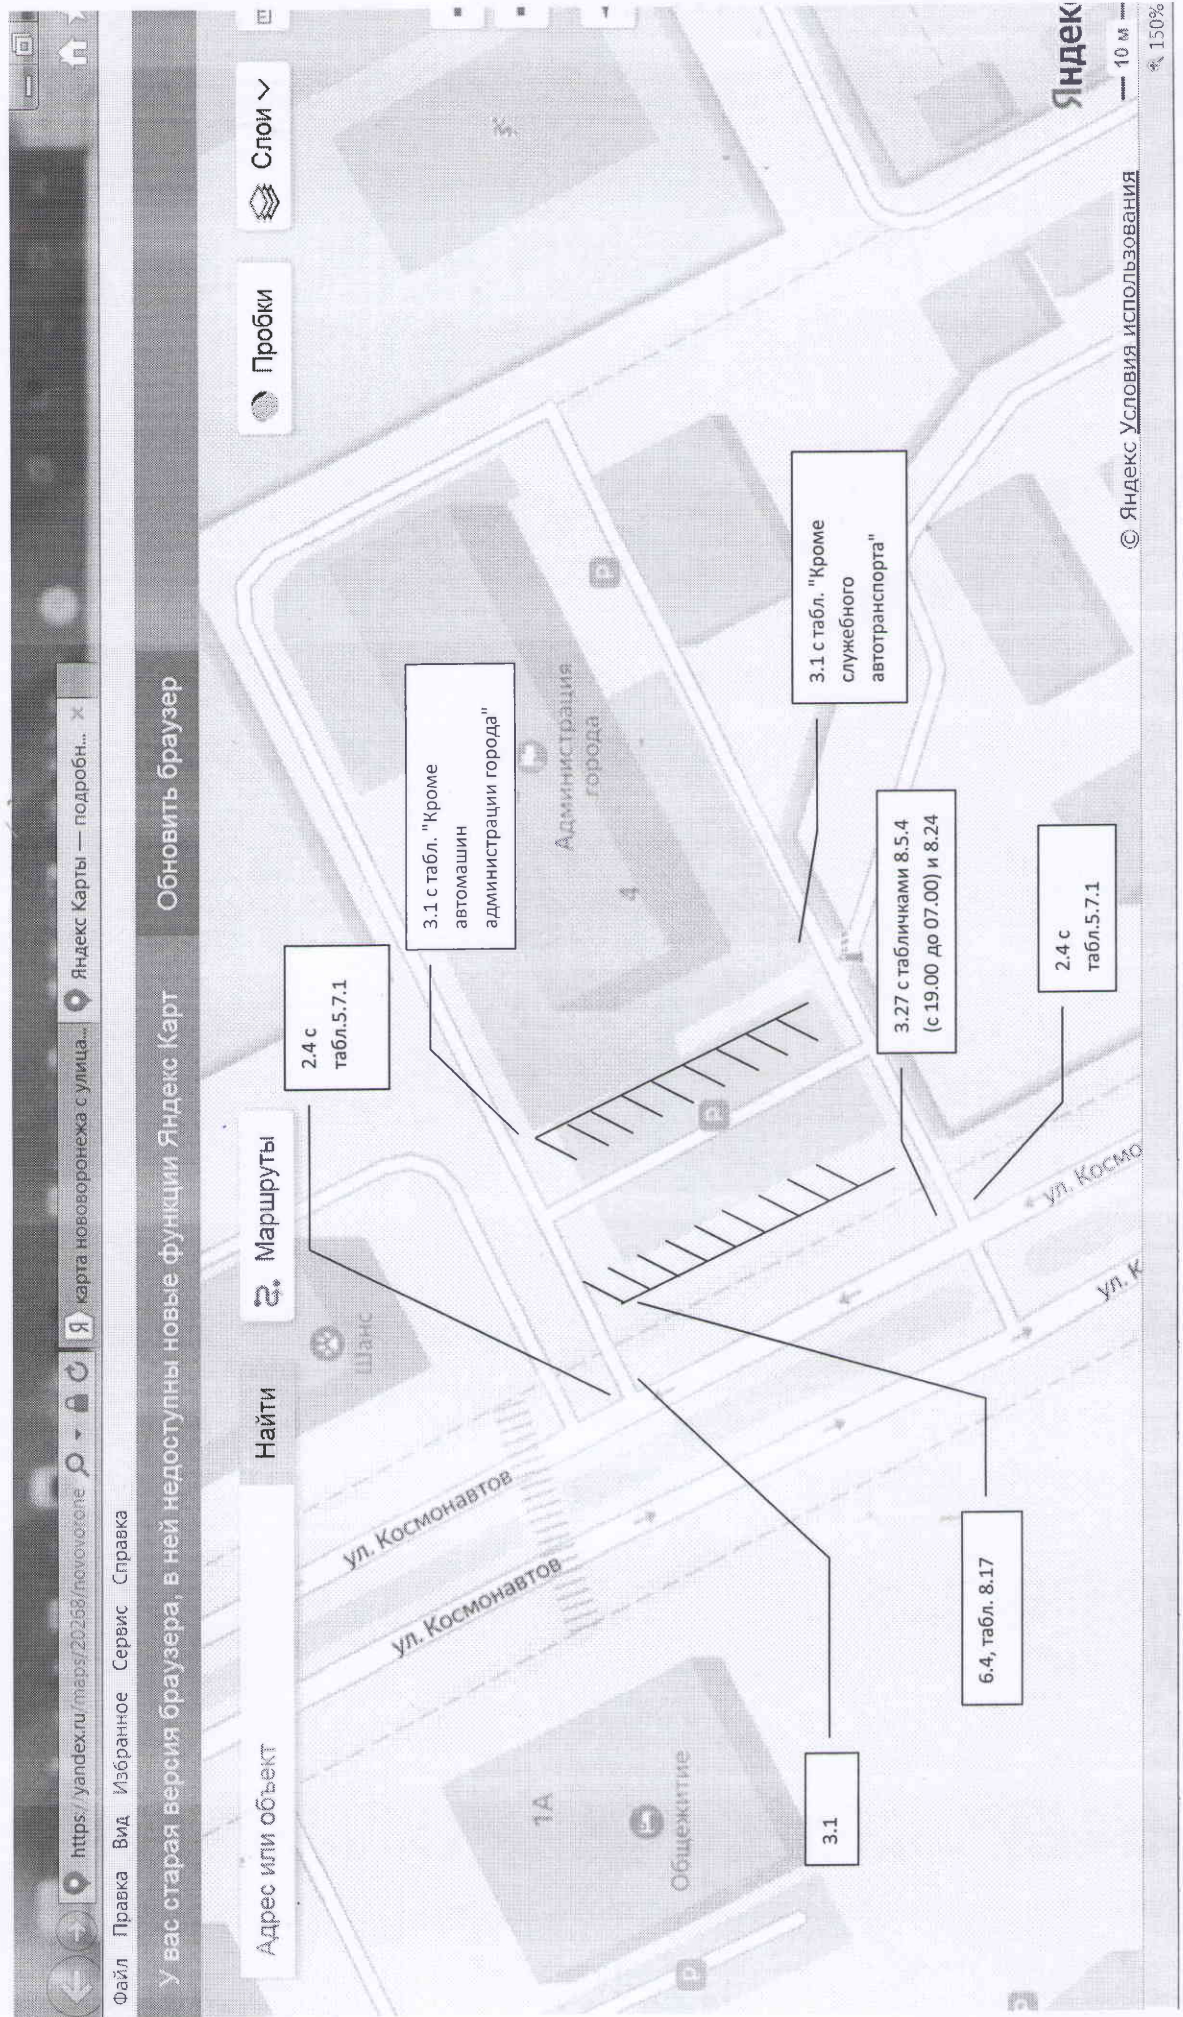 https://yandex.ru/maps/20268/novovorone
карта нововоронежа с улица...
Яндекс Карты — подробн...
Файл Правка Вид Избранное Сервис Справка
У вас старая версия браузера, в ней недоступны новые функции Яндекс Карт
Обновить браузер
Адрес или объект
Найти
Маршруты
Пробки
Слои
2.4 с
табл.5.7.1
Шанс
3.1 с табл. "Кроме
автомашин
администрации города"
ул. Космонавтов
ул. Космонавтов
Администрация
города
4
P
P
1А
Общежитие
P
3.1 с табл. "Кроме
служебного
автотранспорта"
3.27 с табличками 8.5.4
(с 19.00 до 07.00) и 8.24
2.4 с
табл.5.7.1
ул. Космо
ул. К
3.1
6.4, табл. 8.17
P
Яндек
© Яндекс Условия использования
10 м
150%